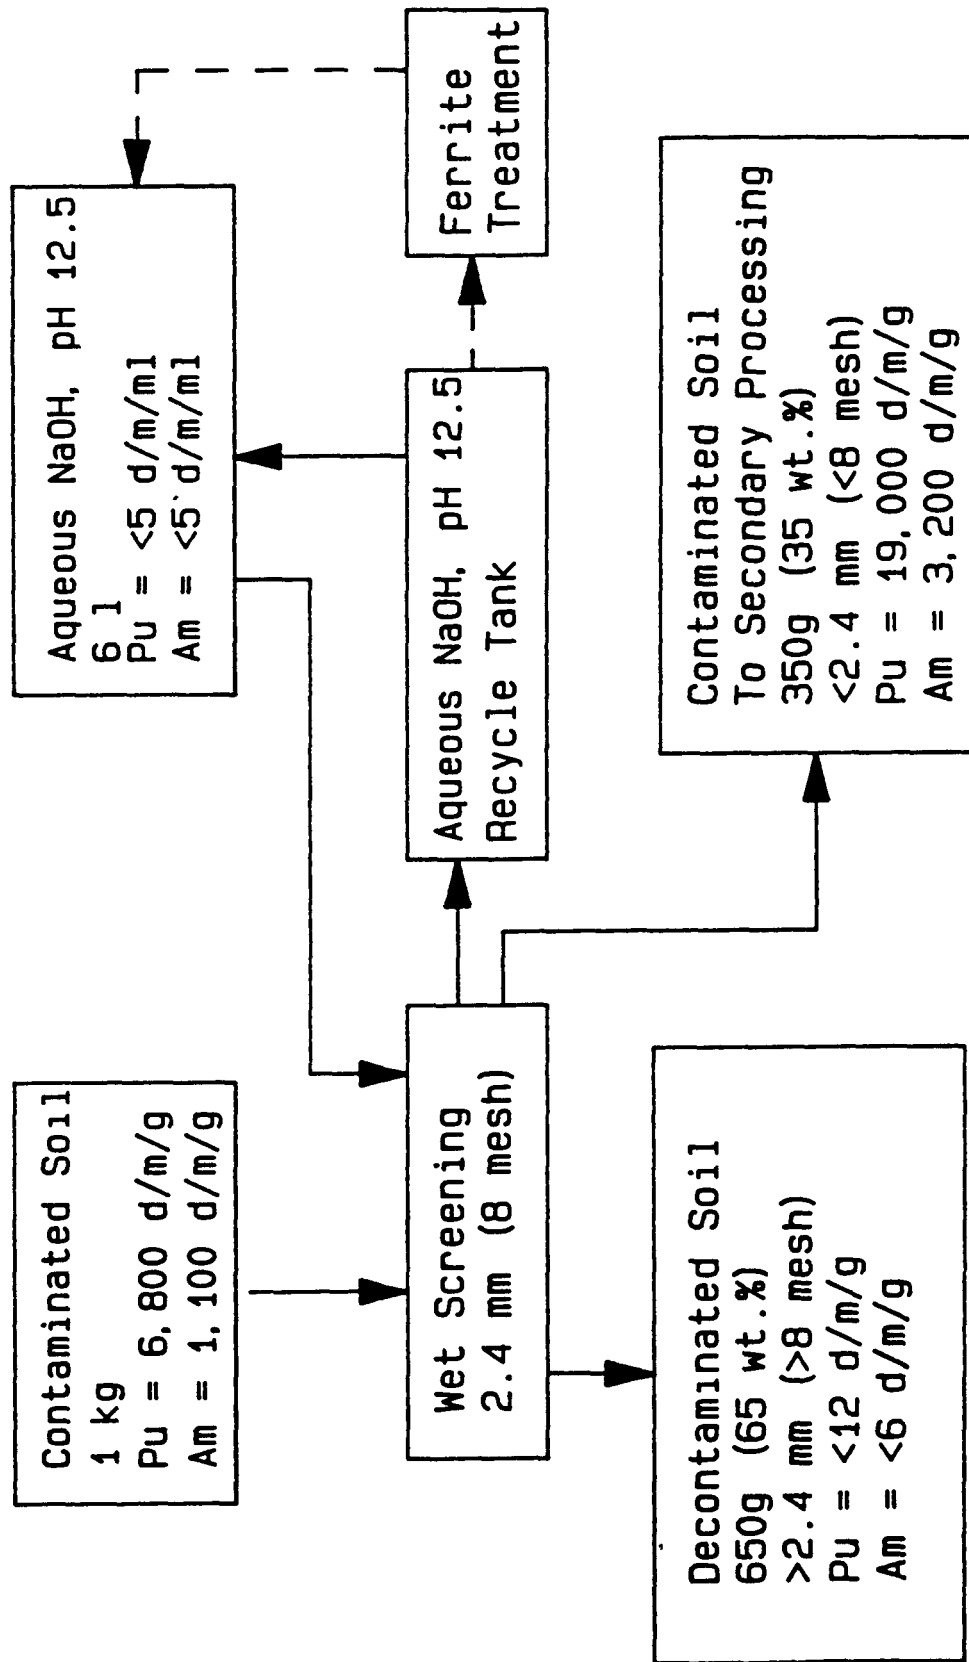 Contaminated Soil
1 kg
Pu = 6,800 d/m/g
Am = 1,100 d/m/g
Aqueous NaOH, pH 12.5
6 l
Pu = <5 d/m/ml
Am = <5 d/m/ml
Wet Screening
2.4 mm (8 mesh)
Aqueous NaOH, pH 12.5
Recycle Tank
Ferrite
Treatment
Decontaminated Soil
650g (65 wt.%)
>2.4 mm (>8 mesh)
Pu = <12 d/m/g
Am = <6 d/m/g
Contaminated Soil
To Secondary Processing
350g (35 wt.%)
<2.4 mm (<8 mesh)
Pu = 19,000 d/m/g
Am = 3,200 d/m/g